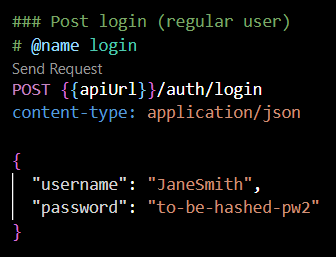 ### Post login (regular user)
# @name login
Send Request
POST {{apiUrl}}/auth/login
content-type: application/json
{
"username": "JaneSmith",
"password": "to-be-hashed-pw2"
}